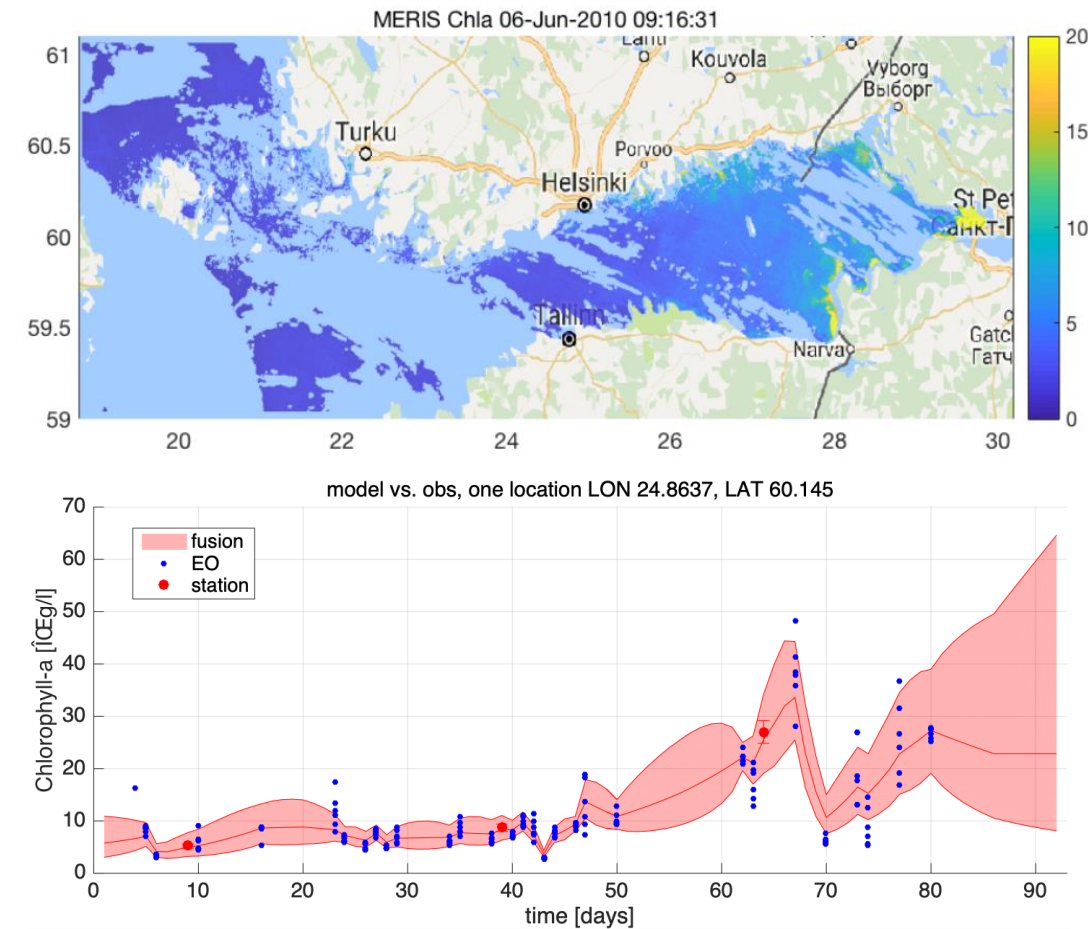 MERIS Chla 06-Jun-2010 09:16:31
61
60.5
60
59.5
59
20
22
24
26
28
30
20
15
10
5
0
Lahti
Kouvola
Vyborg
Выборг
Turku
Porvoo
Helsinki
St Pet
Санкт-П
Tallinn
Narva
Gatc
Гатч
model vs. obs, one location LON 24.8637, LAT 60.145
Chlorophyll-a [ÎŒg/l]
70
60
50
40
30
20
10
0
fusion
EO
station
0
10
20
30
40
50
60
70
80
90
time [days]